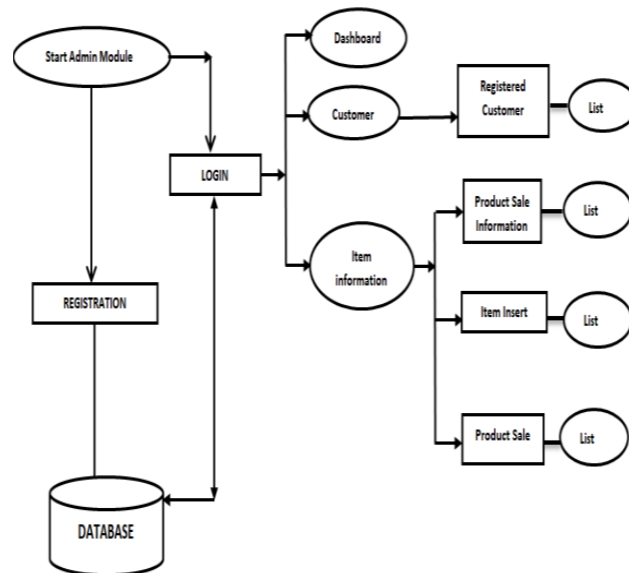 Start Admin Module
Dashboard
Customer
Registered
Customer
List
LOGIN
Product Sale
Information
List
Item
information
REGISTRATION
Item Insert
List
Product Sale
List
DATABASE